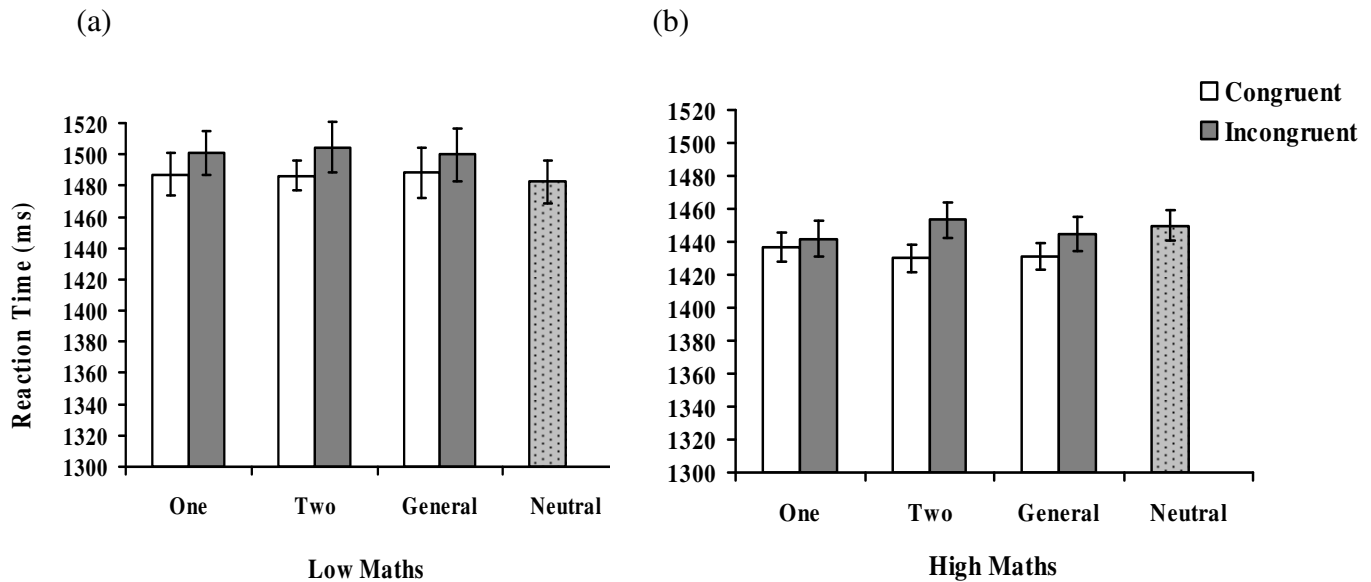 (a)
(b)
Congruent
Incongruent
Reaction Time (ms)
1520
1500
1480
1460
1440
1420
1400
1380
1360
1340
1320
1300
One Two General Neutral
Low Maths
1520
1500
1480
1460
1440
1420
1400
1380
1360
1340
1320
1300
One Two General Neutral
High Maths